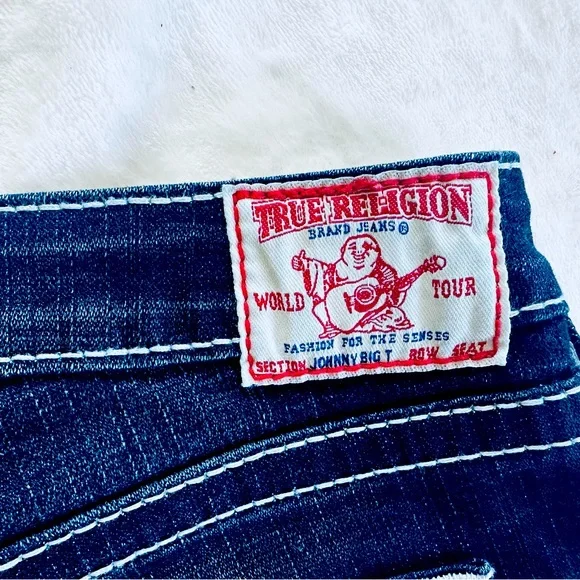 TRUE RELIGION
BRAND JEANS®
WORLD TOUR
FASHION FOR THE SENSES
SECTION JOHNNY BIG T ROW SEAT